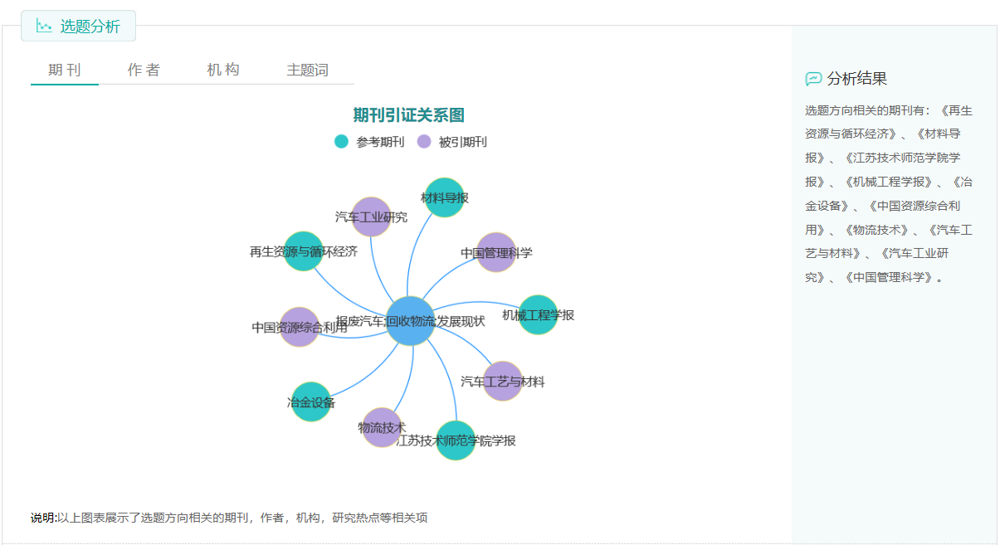 选题分析
期 刊
作 者
机 构
主题词
期刊引证关系图
参考期刊
被引期刊
材料导报
汽车工业研究
再生资源与循环经济
中国管理科学
机械工程学报
中国资源综合利用
报废汽车;回收物流;发展现状
汽车工艺与材料
冶金设备
物流技术
江苏技术师范学院学报
说明:以上图表展示了选题方向相关的期刊，作者，机构，研究热点等相关项
分析结果
选题方向相关的期刊有：《再生
资源与循环经济》、《材料导
报》、《江苏技术师范学院学
报》、《机械工程学报》、《冶
金设备》、《中国资源综合利
用》、《物流技术》、《汽车工
艺与材料》、《汽车工业研
究》、《中国管理科学》。